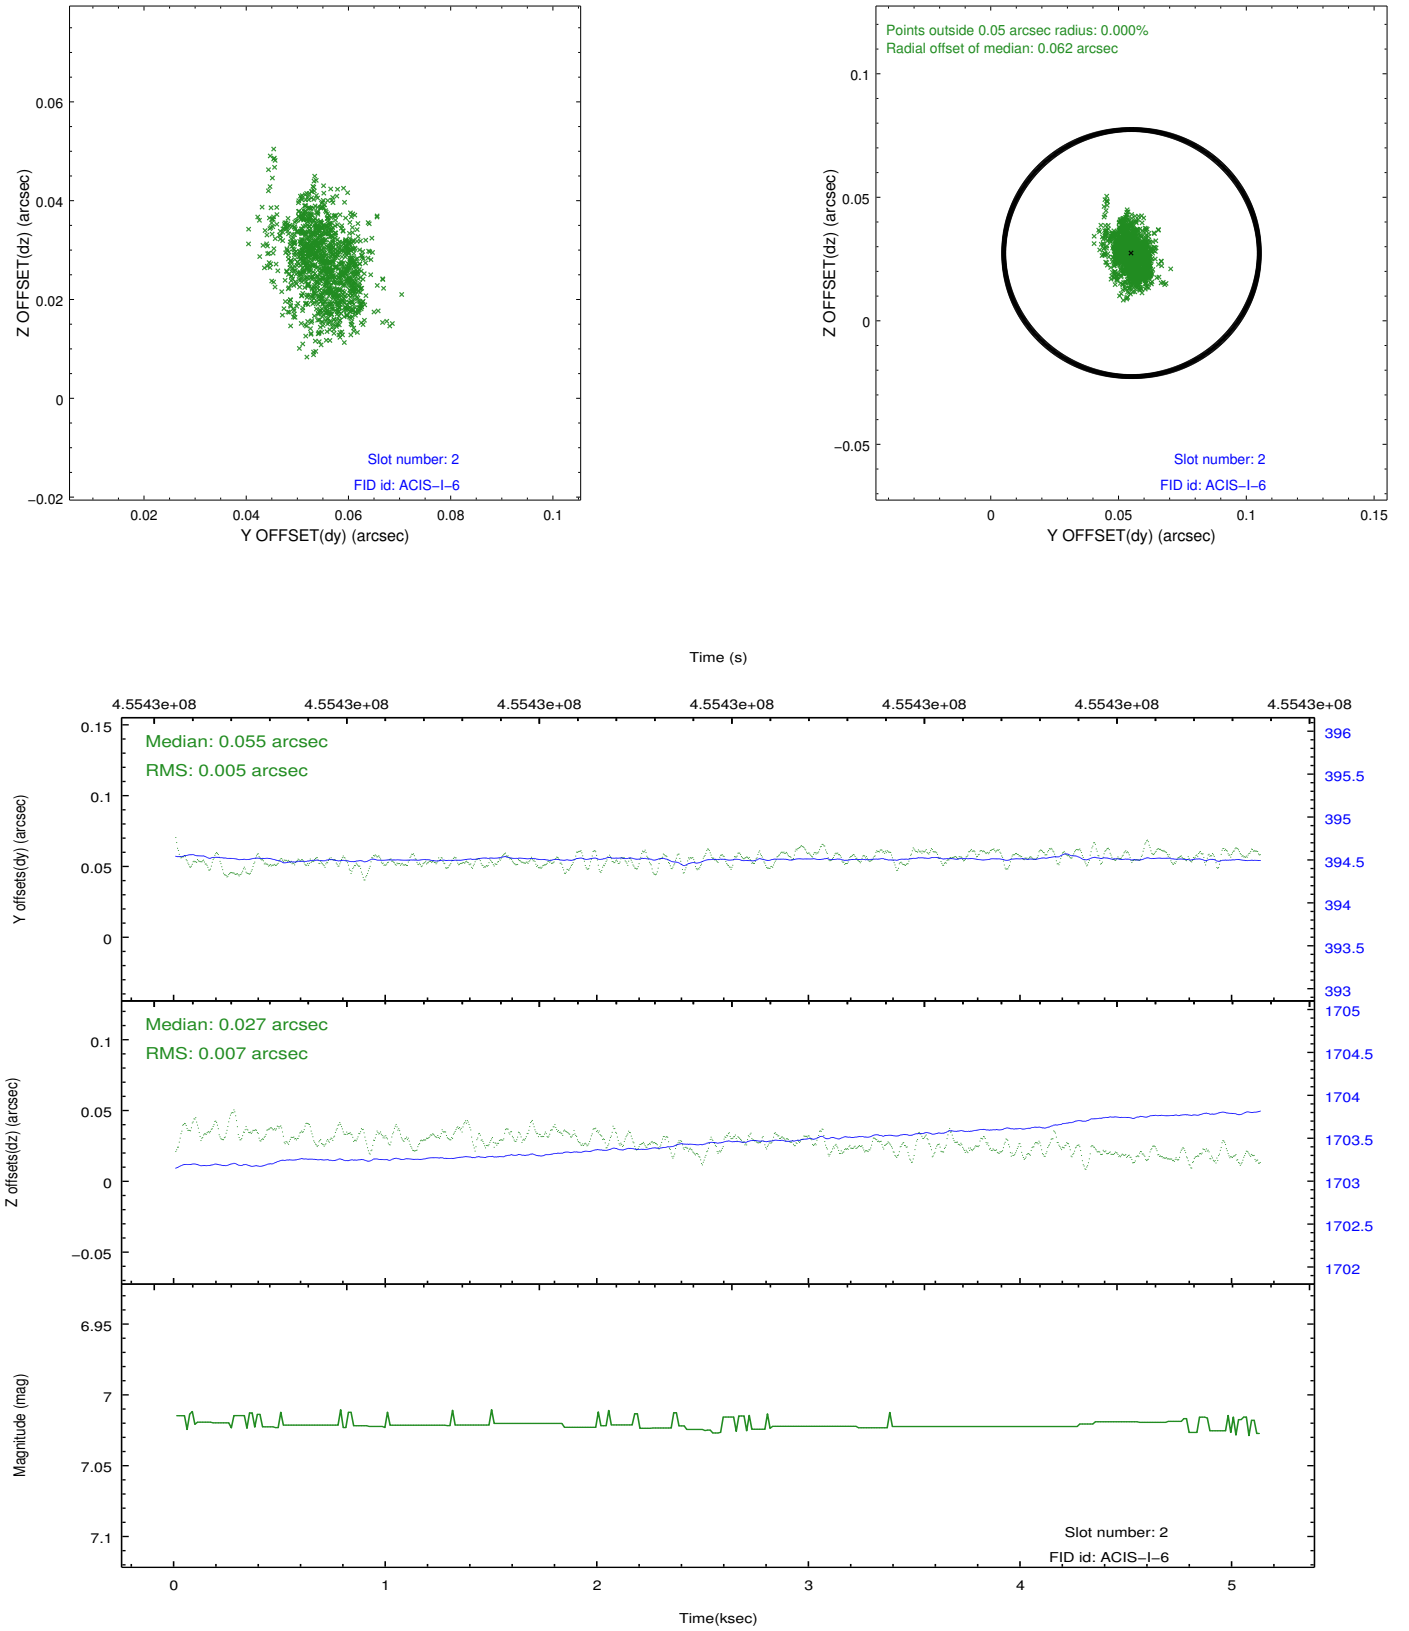 0.06
0.04
0.02
0
−0.02
Z OFFSET(dz) (arcsec)
Slot number: 2
FID id: ACIS−I−6
0.02
0.04
0.06
0.08
0.1
Y OFFSET(dy) (arcsec)
Points outside 0.05 arcsec radius: 0.000%
Radial offset of median: 0.062 arcsec
0.1
0.05
0
−0.05
Z OFFSET(dz) (arcsec)
Slot number: 2
FID id: ACIS−I−6
0
0.05
0.1
0.15
Y OFFSET(dy) (arcsec)
Time (s)
4.5543e+08
4.5543e+08
4.5543e+08
4.5543e+08
4.5543e+08
4.5543e+08
4.5543e+08
Median: 0.055 arcsec
RMS: 0.005 arcsec
0.15
0.1
0.05
0
Y offsets(dy) (arcsec)
396
395.5
395
394.5
394
393.5
393
Median: 0.027 arcsec
RMS: 0.007 arcsec
0.1
0.05
0
−0.05
Z offsets(dz) (arcsec)
1705
1704.5
1704
1703.5
1703
1702.5
1702
6.95
7
7.05
7.1
Magnitude (mag)
Slot number: 2
FID id: ACIS−I−6
0
1
2
3
4
5
Time(ksec)